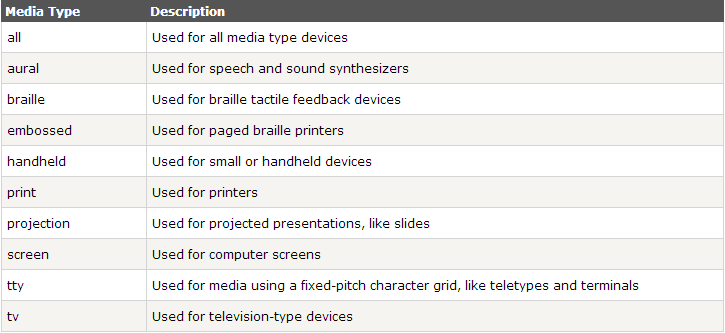 Media Type Description
all Used for all media type devices
aural Used for speech and sound synthesizers
braille Used for braille tactile feedback devices
embossed Used for paged braille printers
handheld Used for small or handheld devices
print Used for printers
projection Used for projected presentations, like slides
screen Used for computer screens
tty Used for media using a fixed-pitch character grid, like teletypes and terminals
tv Used for television-type devices